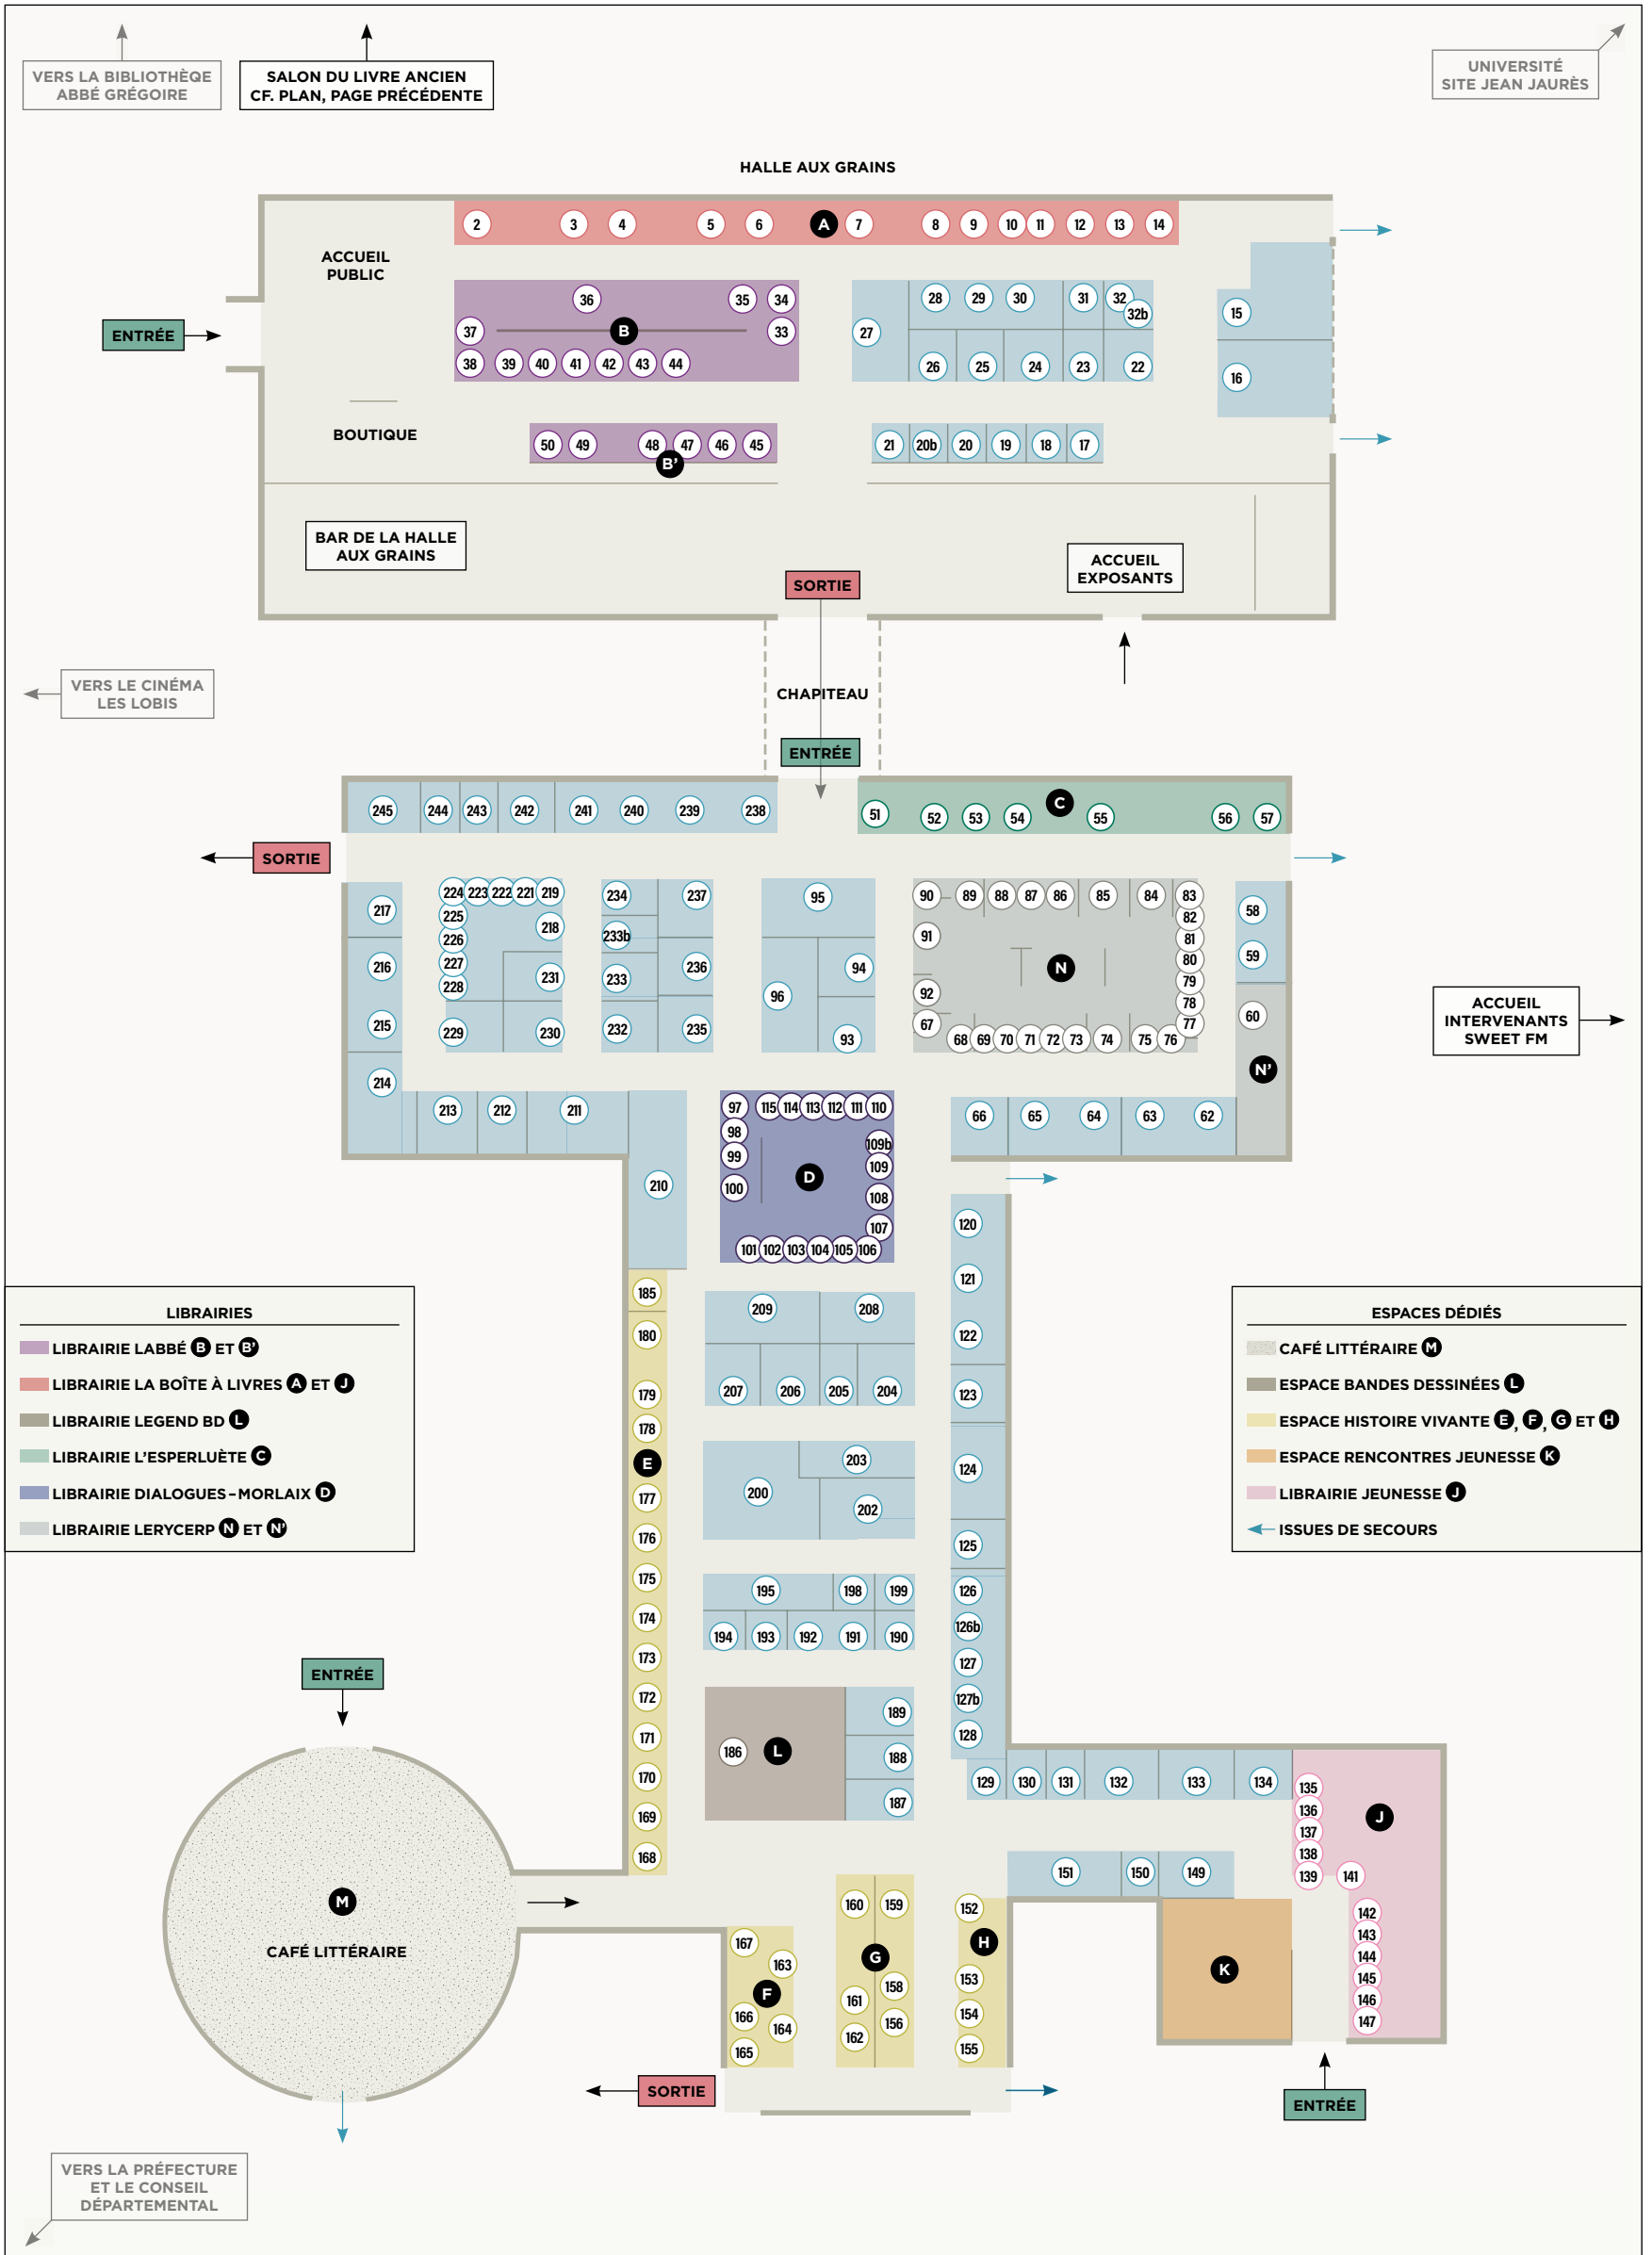 VERS LA BIBLIOTHÈQE
ABBÉ GRÉGOIRE
SALON DU LIVRE ANCIEN
CF. PLAN, PAGE PRÉCÉDENTE
UNIVERSITÉ
SITE JEAN JAURÈS
HALLE AUX GRAINS
2 3 4 5 6 A 7 8 9 10 11 12 13 14
ACCUEIL
PUBLIC
36 35 34
28 29 30 31 32
32b
15
ENTRÉE
37 B 33
27
38 39 40 41 42 43 44
26 25 24 23 22
16
BOUTIQUE
50 49 48 47 46 45
B’
21 20b 20 19 18 17
BAR DE LA HALLE
AUX GRAINS
ACCUEIL
EXPOSANTS
SORTIE
VERS LE CINÉMA
LES LOBIS
CHAPITEAU
ENTRÉE
245 244 243 242 241 240 239 238
51 52 53 54 C 55 56 57
SORTIE
217
216
215
214
224 223 222 221 219
225
218
226
227
231
228
229 230
234 237
233b
233 236
232 235
95
94
96
93
90 89 88 87 86 85 84 83
82
91
81
80
N
79
92
78
67
77
68 69 70 71 72 73 74 75 76
58
59
60
N’
ACCUEIL
INTERVENANTS
SWEET FM
213 212 211
210
97 115 114 113 112 111 110
98
109b
99
109
100
D
108
107
101 102 103 104 105 106
66 65 64 63 62
120
121
122
123
124
125
126
126b
127
127b
128
LIBRAIRIES
LIBRAIRIE LABBÉ B ET B’
LIBRAIRIE LA BOÎTE À LIVRES A ET J
LIBRAIRIE LEGEND BD L
LIBRAIRIE L’ESPERLUÈTE C
LIBRAIRIE DIALOGUES – MORLAIX D
LIBRAIRIE LERYCERP N ET N’
185
180
179
178
E
177
176
175
174
173
172
171
170
169
168
209 208
207 206 205 204
203
200
202
195 198 199
194 193 192 191 190
189
186 L
188
187
ESPACES DÉDIÉS
CAFÉ LITTÉRAIRE M
ESPACE BANDES DESSINÉES L
ESPACE HISTOIRE VIVANTE E, F, G ET H
ESPACE RENCONTRES JEUNESSE K
LIBRAIRIE JEUNESSE J
ISSUES DE SECOURS
129 130 131 132 133 134
135
136
137
138
139 141
J
142
143
144
145
146
147
151 150 149
K
ENTRÉE
ENTRÉE
M
CAFÉ LITTÉRAIRE
167
163
F
166
164
165
160 159
G
158
161
156
162
152
H
153
154
155
SORTIE
VERS LA PRÉFECTURE
ET LE CONSEIL
DÉPARTEMENTAL